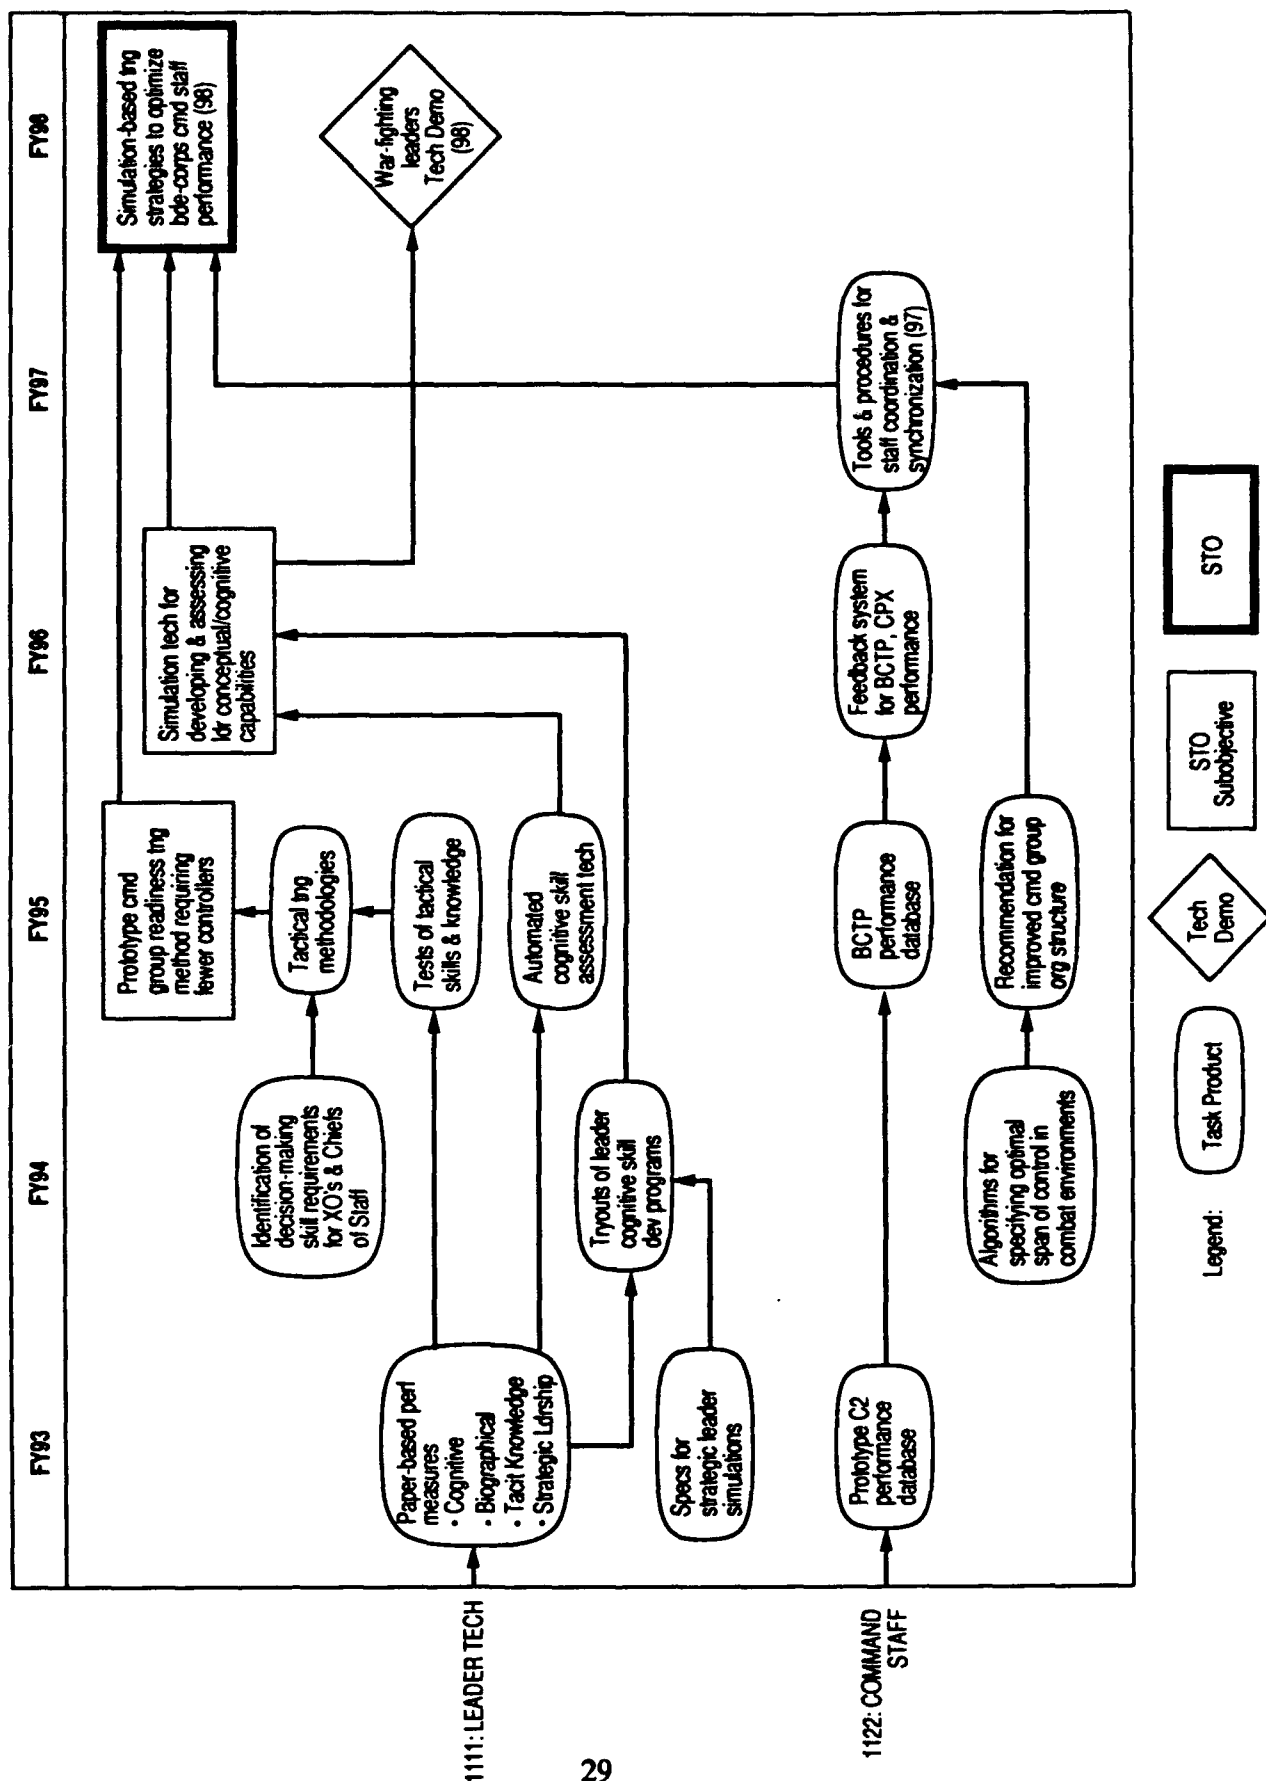 FY93
FY94
FY95
FY96
FY97
FY98
Simulation-based tng
strategies to optimize
bde-corps cmd staff
performance (98)
Prototype cmd
group readiness tng
method requiring
fewer controllers
Simulation tech for
developing & assessing
ldr conceptual/cognitive
capabilities
War-fighting
leaders
Tech Demo
(98)
Identification of
decision-making
skill requirements
for XO's & Chiefs
of Staff
Tactical tng
methodologies
Tests of tactical
skills & knowledge
Automated
cognitive skill
assessment tech
1111: LEADER TECH
Paper-based perf
measures
• Cognitive
• Biographical
• Tacit Knowledge
• Strategic Ldrship
Tryouts of leader
cognitive skill
dev programs
Specs for
strategic leader
simulations
1122: COMMAND
STAFF
Prototype C2
performance
database
BCTP
performance
database
Feedback system
for BCTP, CPX
performance
Tools & procedures for
staff coordination &
synchronization (97)
Algorithms for
specifying optimal
span of control in
combat environments
Recommendation for
improved cmd group
org structure
Legend:
Task Product
Tech
Demo
STO
Subobjective
STO
29